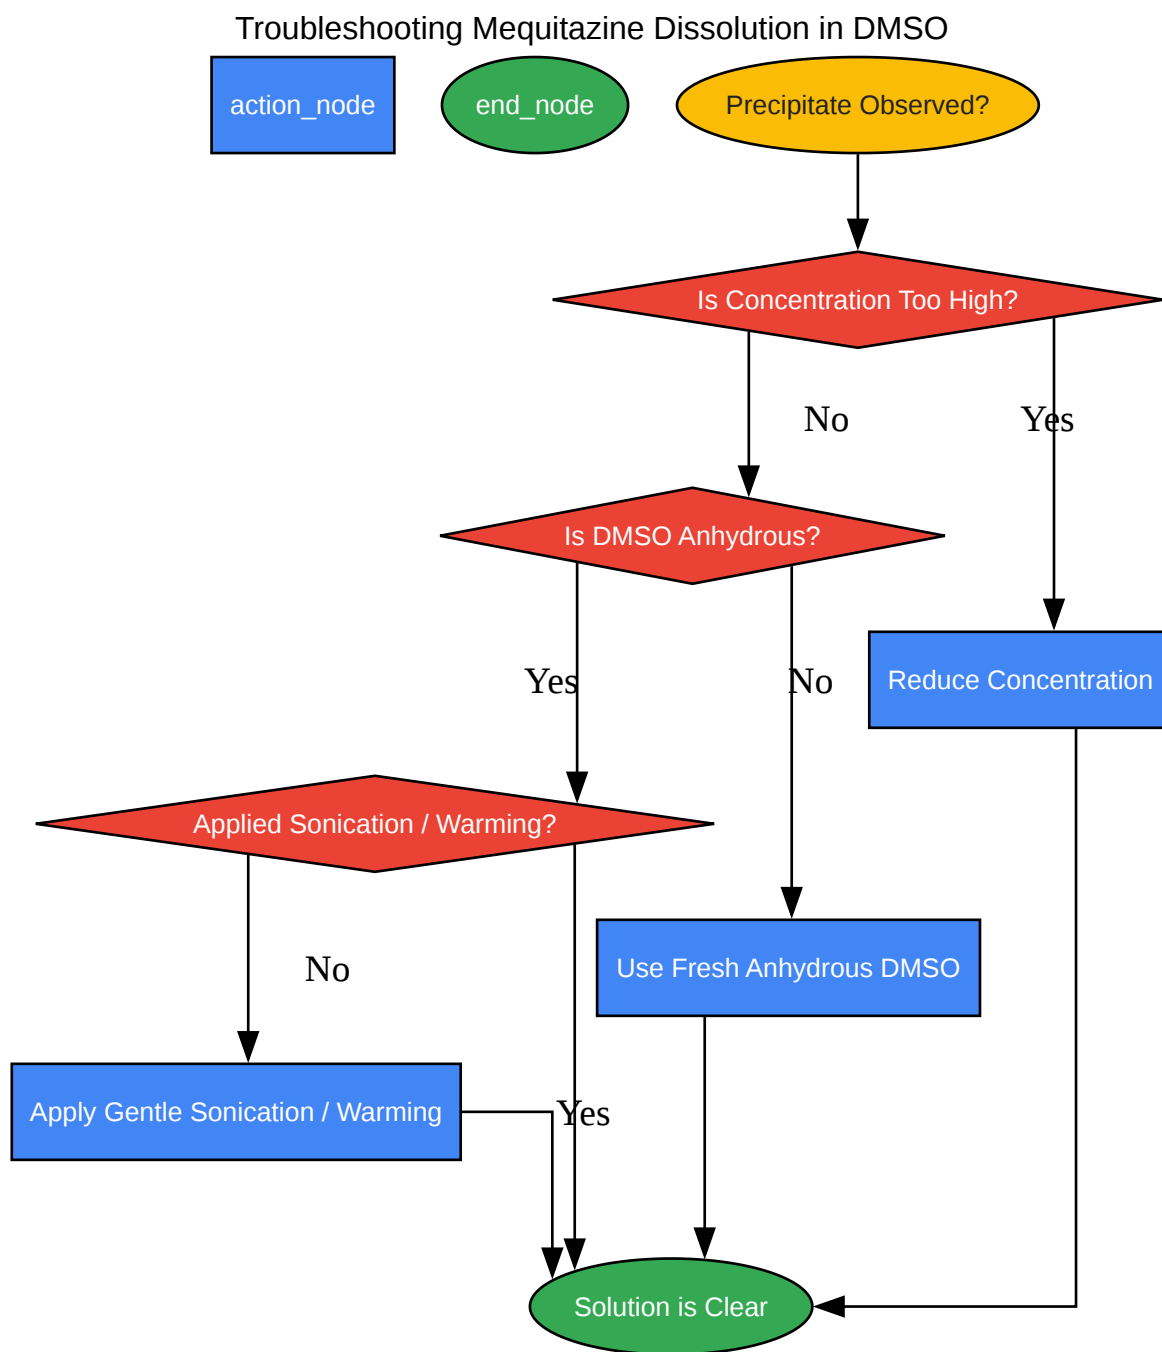 Troubleshooting Mequitazine Dissolution in DMSO
action_node
end_node
Precipitate Observed?
Is Concentration Too High?
No
Yes
Is DMSO Anhydrous?
Yes
No
Reduce Concentration
Applied Sonication / Warming?
No
Use Fresh Anhydrous DMSO
Apply Gentle Sonication / Warming
Yes
Solution is Clear